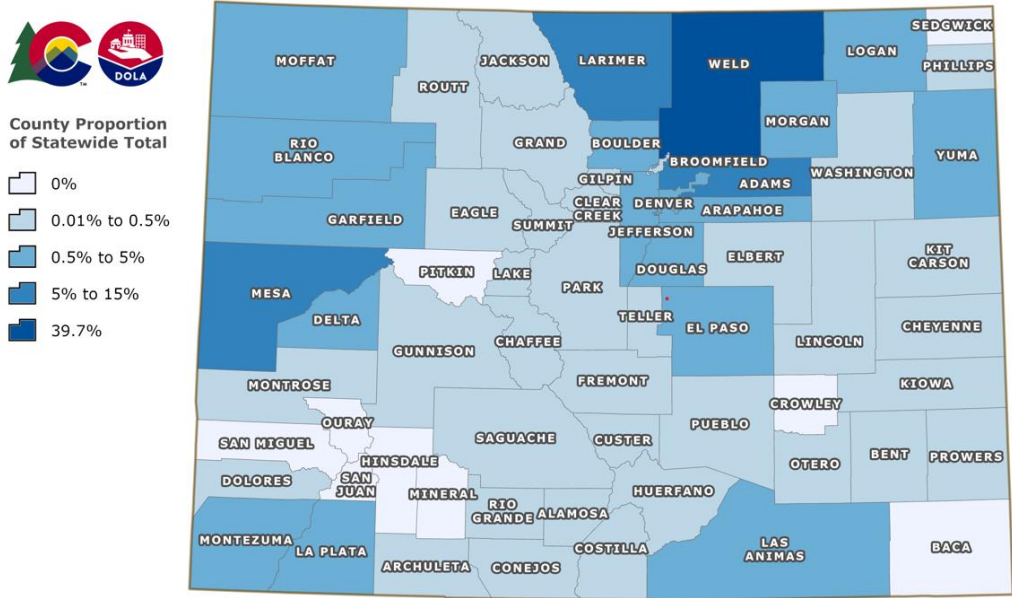 DOLA
TM
County Proportion
of Statewide Total
0%
0.01% to 0.5%
0.5% to 5%
5% to 15%
39.7%
MOFFAT
ROUTT
JACKSON
LARIMER
WELD
LOGAN
SEDGWICK
PHILLIPS
RIO
BLANCO
GRAND
BOULDER
MORGAN
BROOMFIELD
WASHINGTON
YUMA
GARFIELD
EAGLE
GILPIN
CLEAR
CREEK
SUMMIT
DENVER
ADAMS
ARAPAHOE
JEFFERSON
MESA
PITKIN
LAKE
PARK
DOUGLAS
ELBERT
KIT
CARSON
DELTA
GUNNISON
CHAFFEE
TELLER
EL PASO
LINCOLN
CHEYENNE
MONTROSE
FREMONT
KIOWA
OURAY
SAGUACHE
CUSTER
PUEBLO
CROWLEY
SAN MIGUEL
HINSDALE
OTERO
BENT
PROWERS
DOLORES
SAN
JUAN
MINERAL
RIO
GRANDE
ALAMOSA
HUERFANO
MONTEZUMA
LA PLATA
ARCHULETA
CONEJOS
COSTILLA
LAS
ANIMAS
BACA